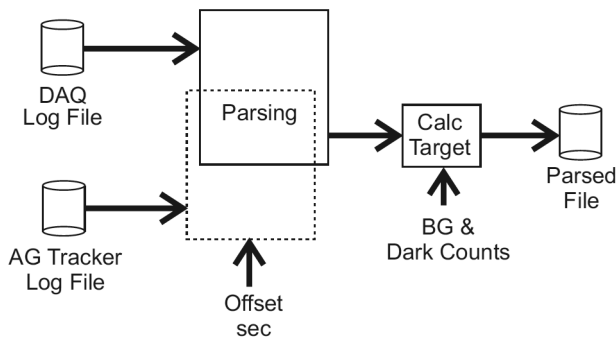 DAQ
Log File
Parsing
Calc
Target
Parsed
File
BG &
Dark Counts
AG Tracker
Log File
Offset
sec